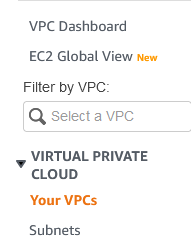 VPC Dashboard
EC2 Global View New
Filter by VPC:
Select a VPC
VIRTUAL PRIVATE
CLOUD
Your VPCs
Subnets